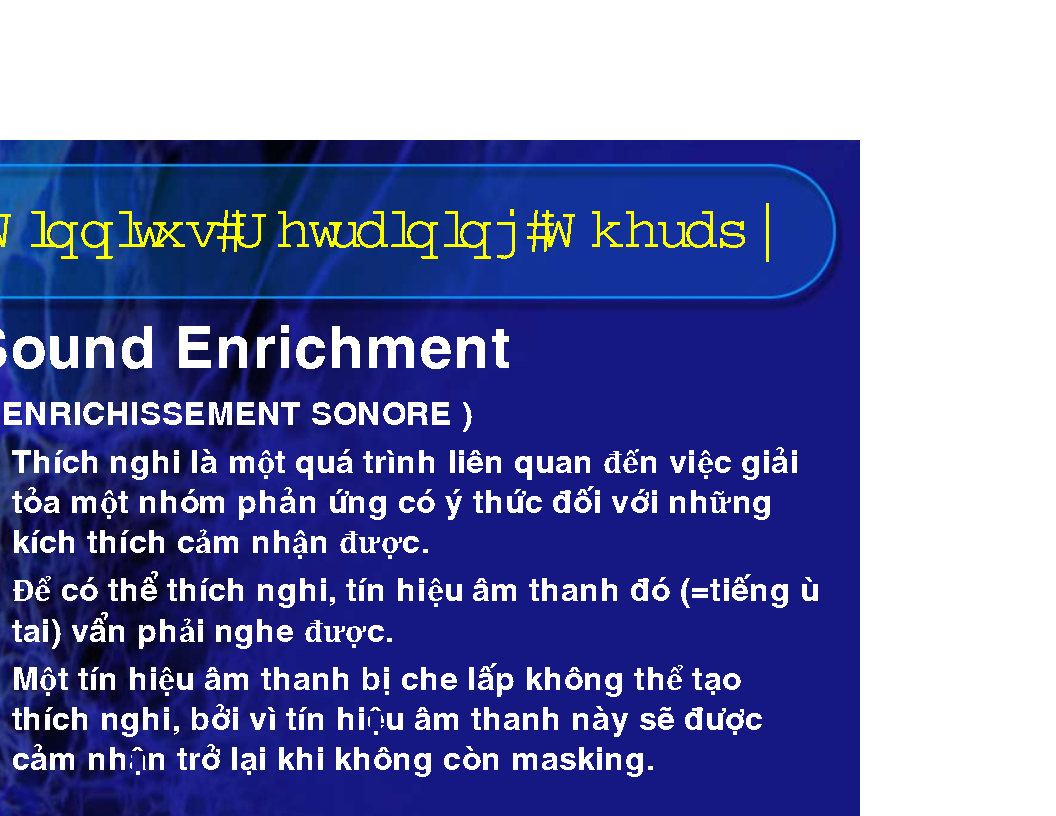 Wlqqlwxv#Uhwudlqlqj#Wkhuds|
Sound Enrichment
ENRICHISSEMENT SONORE )
Thích nghi là một quá trình liên quan đến việc giải
tỏa một nhóm phản ứng có ý thức đối với những
kích thích cảm nhận được.
Để có thể thích nghi, tín hiệu âm thanh đó (=tiếng ù
tai) vẩn phải nghe được.
Một tín hiệu âm thanh bị che lấp không thể tạo
thích nghi, bởi vì tín hiệu âm thanh này sẽ được
cảm nhận trở lại khi không còn masking.